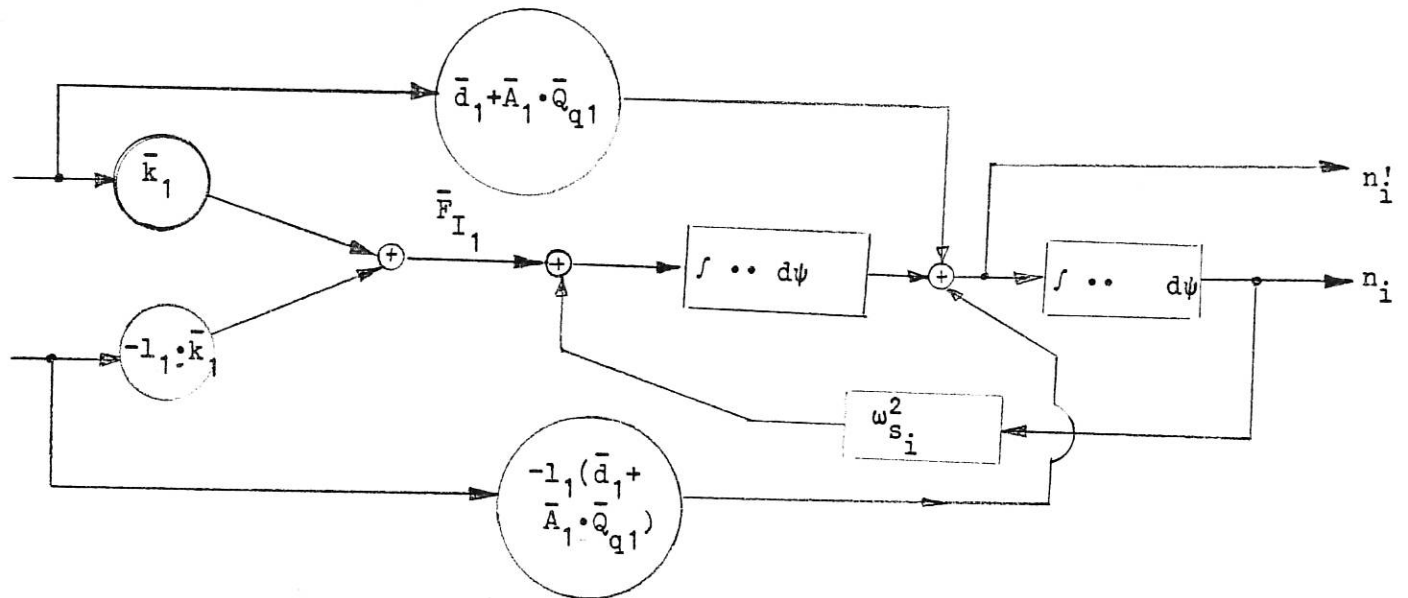 d̄₁+Ā₁·Q̄q1
k̄₁
+
F̄I₁
+
∫ ·· dψ
+
∫ ·· dψ
n'i
ni
-l₁·k̄₁
ω²si
-l₁(d̄₁+
Ā₁·Q̄q1)